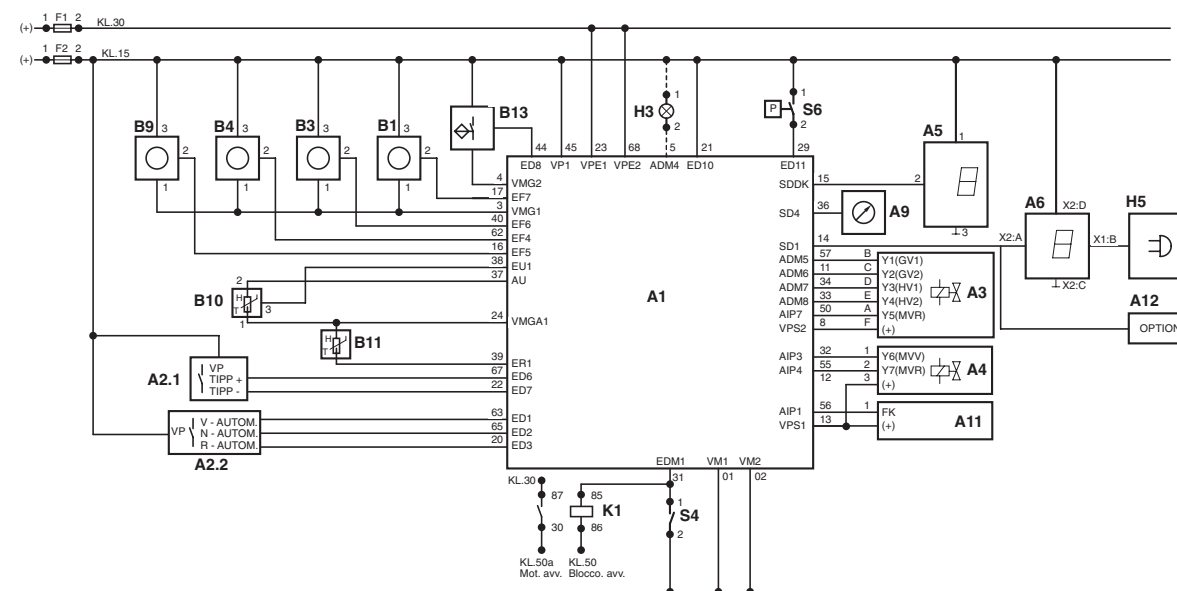 (+) 1 F1 2 KL.30
(+) 1 F2 2 KL.15
B9 3 2 1
B4 3 2 1
B3 3 2 1
B1 3 2 1
B13
H3 1 2
P S6 1 2
44 45 23 68 5 21 29
ED8 VP1 VPE1 VPE2 ADM4 ED10 ED11
4 VMG2
17 EF7
3 VMG1
40 EF6
62 EF4
16 EF5
38 EU1
37 AU
24 VMGA1
39 ER1
67 ED6
22 ED7
63 ED1
65 ED2
20 ED3
A1
B10 2 H T 3 1
B11 H T
A2.1
VP
TIPP +
TIPP -
VP
V - AUTOM.
N - AUTOM.
R - AUTOM.
A2.2
SDDK 15 2
A5 1 3
SD4 36 A9
SD1 14
X2:A A6 X2:D X2:C
X1:B H5
A12
OPTION
ADM5 57 B Y1(GV1)
ADM6 11 C Y2(GV2)
ADM7 34 D Y3(HV1)
ADM8 33 E Y4(HV2)
AIP7 50 A Y5(MVR)
VPS2 8 F (+)
A3
AIP3 32 1 Y6(MVV)
AIP4 55 2 Y7(MVR)
12 3 (+)
A4
AIP1 56 1 FK
VPS1 13 (+)
A11
EDM1 VM1 VM2
31 01 02
KL.30
87
30
KL.50a
Mot. avv.
85
K1
86
KL.50
Blocco. avv.
1
S4
2